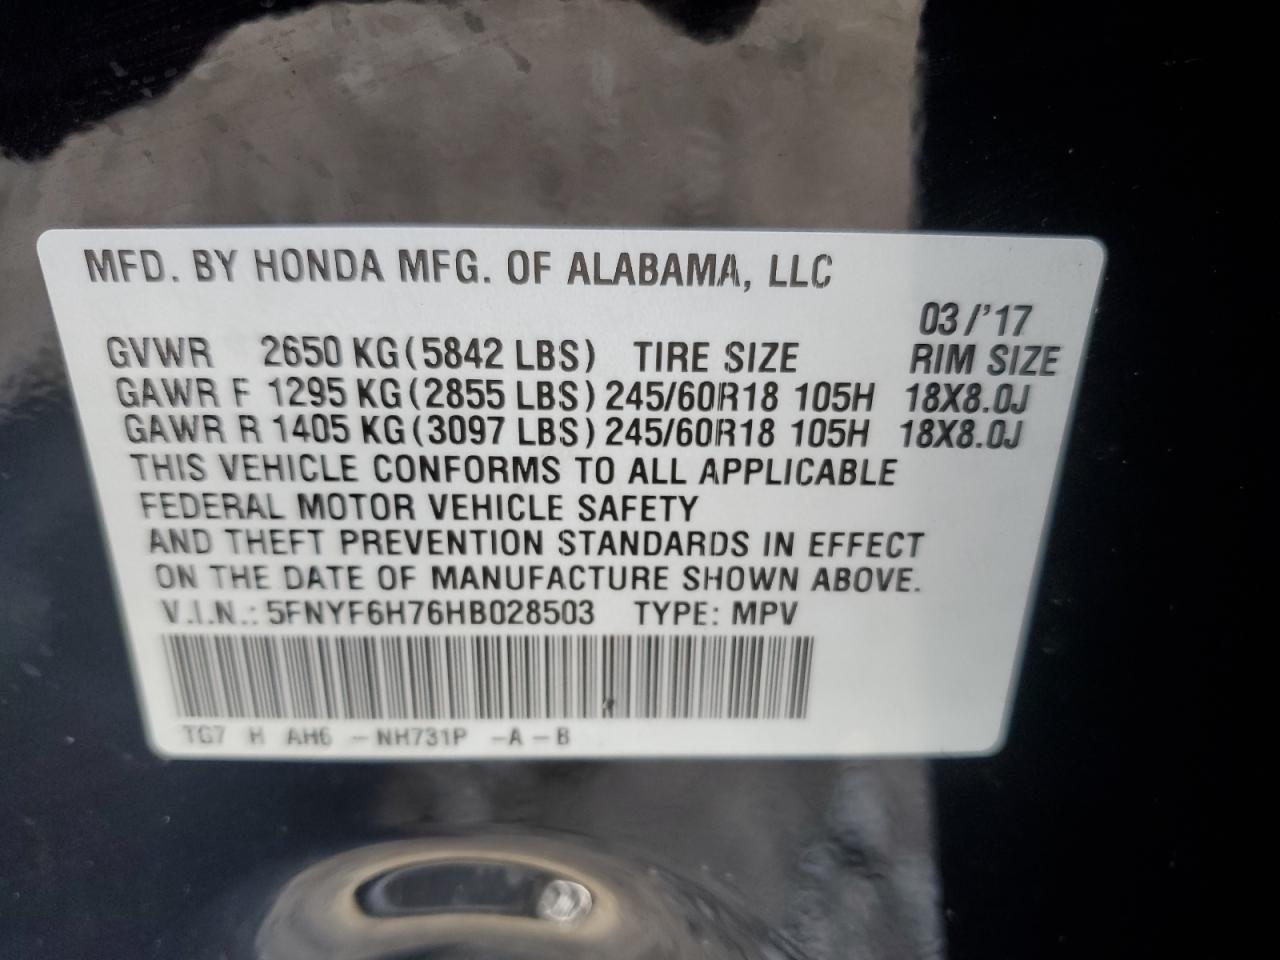 MFD. BY HONDA MFG. OF ALABAMA, LLC
03/'17
GVWR 2650 KG(5842 LBS) TIRE SIZE RIM SIZE
GAWR F 1295 KG(2855 LBS) 245/60R18 105H 18X8.0J
GAWR R 1405 KG(3097 LBS) 245/60R18 105H 18X8.0J
THIS VEHICLE CONFORMS TO ALL APPLICABLE
FEDERAL MOTOR VEHICLE SAFETY
AND THEFT PREVENTION STANDARDS IN EFFECT
ON THE DATE OF MANUFACTURE SHOWN ABOVE.
V.I.N.: 5FNYF6H76HB028503 TYPE: MPV
TG7 H AH6 - NH731P -A - B